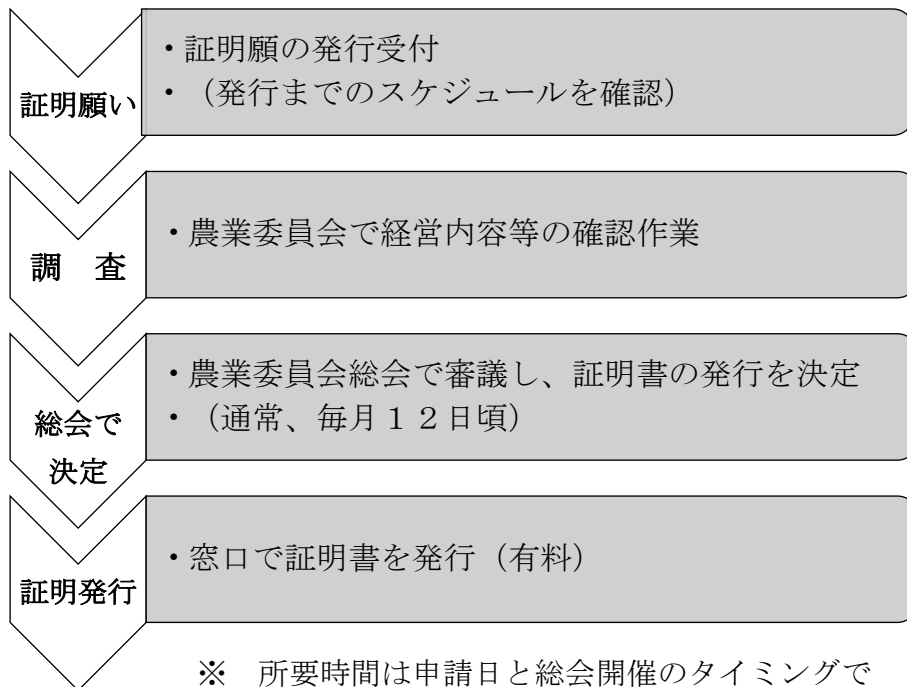 証明願い
・証明願の発行受付
・（発行までのスケジュールを確認）
調　査
・農業委員会で経営内容等の確認作業
総会で
決定
・農業委員会総会で審議し、証明書の発行を決定
・（通常、毎月１２日頃）
証明発行
・窓口で証明書を発行（有料）
※　所要時間は申請日と総会開催のタイミングで